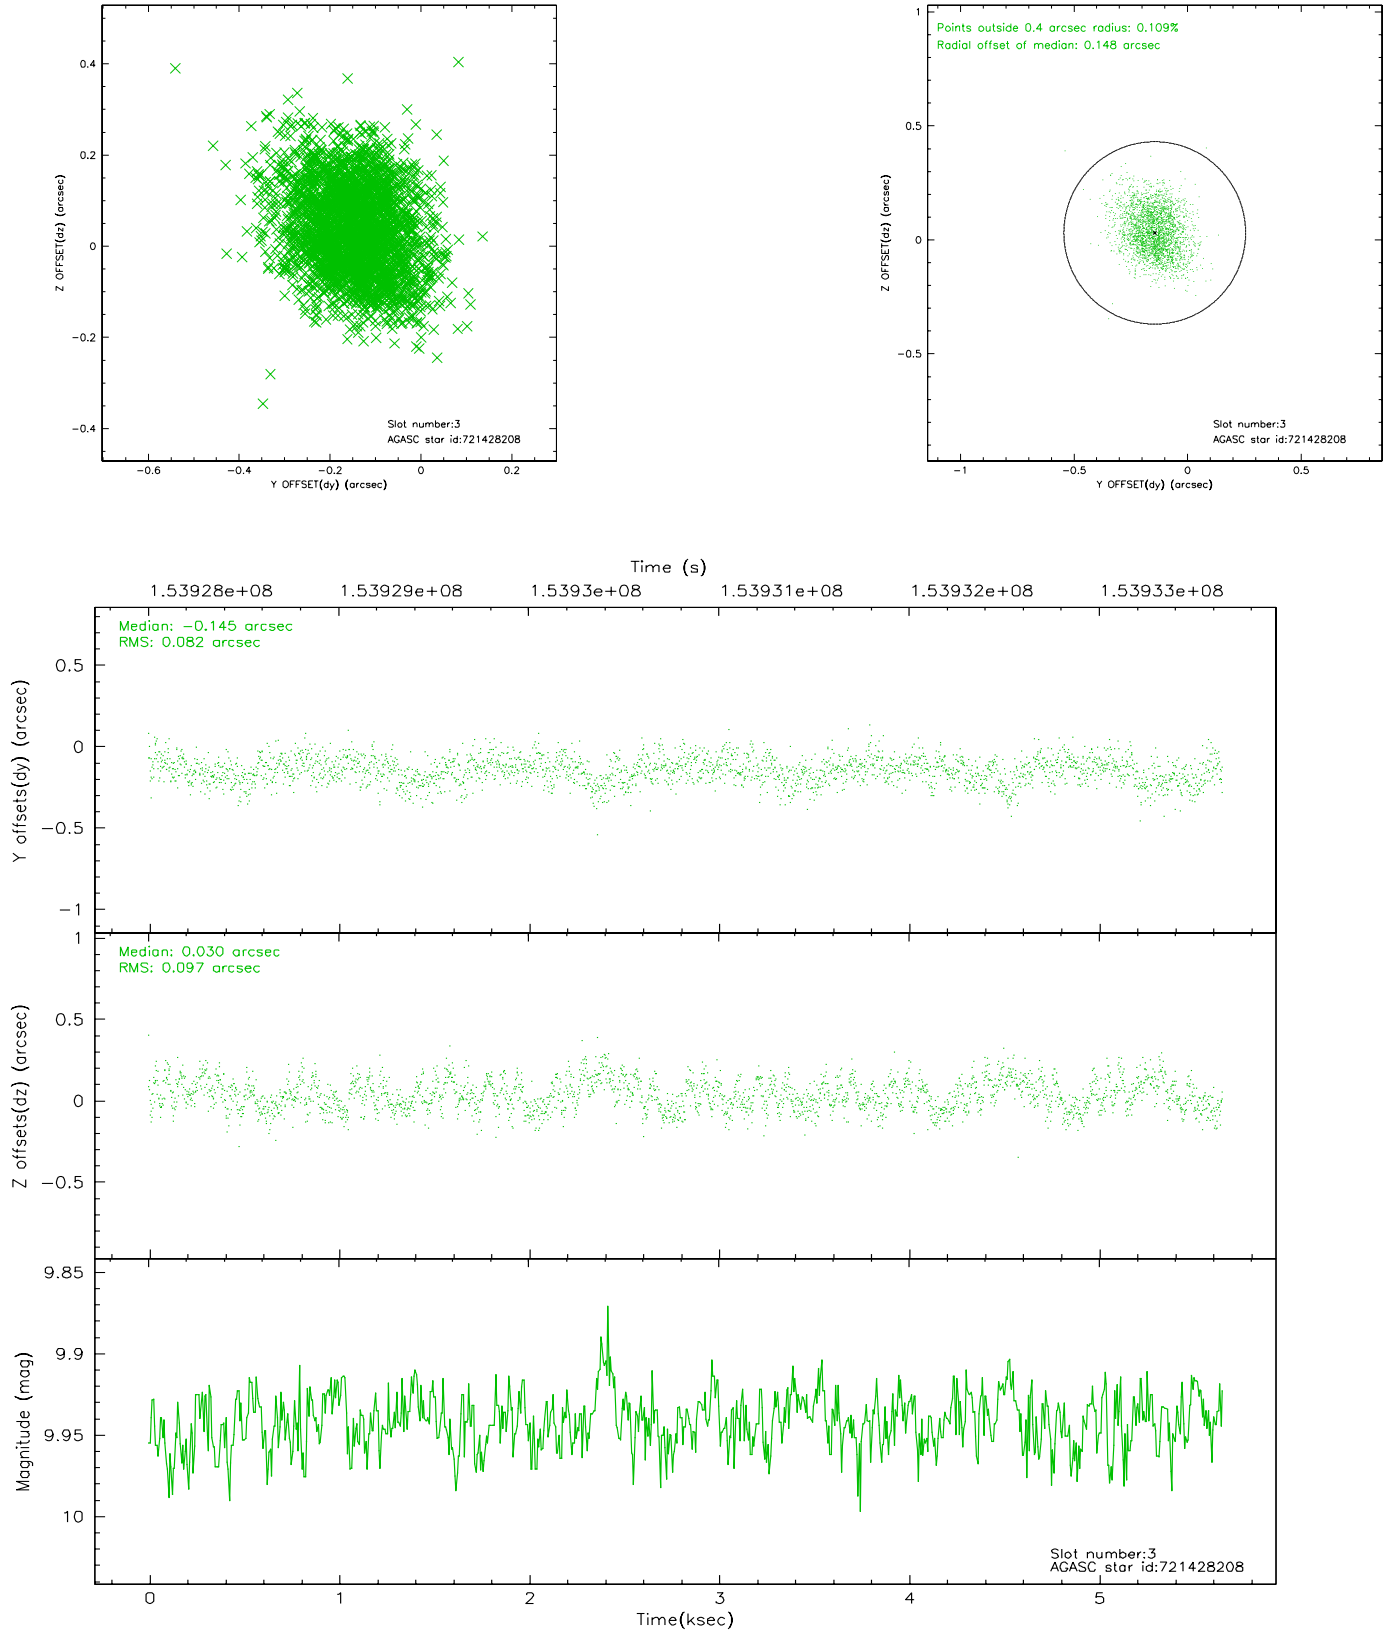 0.4
0.2
0
−0.2
−0.4
Z OFFSET(dz) (arcsec)
Slot number:3
AGASC star id:721428208
−0.6 −0.4 −0.2 0 0.2
Y OFFSET(dy) (arcsec)
Points outside 0.4 arcsec radius: 0.109%
Radial offset of median: 0.148 arcsec
1
0.5
0
−0.5
Z OFFSET(dz) (arcsec)
Slot number:3
AGASC star id:721428208
−1 −0.5 0 0.5
Y OFFSET(dy) (arcsec)
Time (s)
1.53928e+08 1.53929e+08 1.5393e+08 1.53931e+08 1.53932e+08 1.53933e+08
Median: −0.145 arcsec
RMS: 0.082 arcsec
0.5
0
−0.5
−1
Y offsets(dy) (arcsec)
Median: 0.030 arcsec
RMS: 0.097 arcsec
1
0.5
0
−0.5
Z offsets(dz) (arcsec)
9.85
9.9
9.95
10
Magnitude (mag)
Slot number:3
AGASC star id:721428208
0 1 2 3 4 5
Time(ksec)